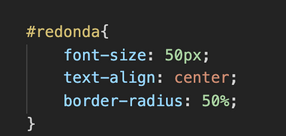 #redonda{
    font-size: 50px;
    text-align: center;
    border-radius: 50%;
}